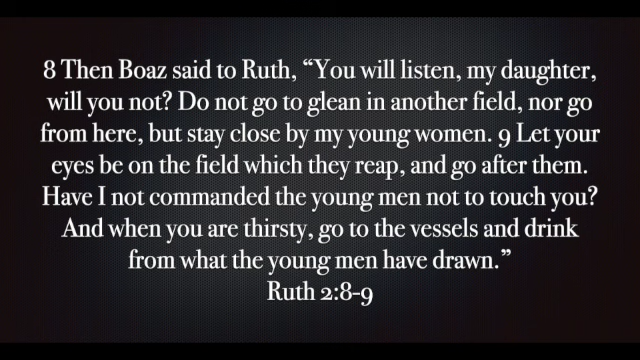 8 Then Boaz said to Ruth, “You will listen, my daughter,
will you not? Do not go to glean in another field, nor go
from here, but stay close by my young women. 9 Let your
eyes be on the field which they reap, and go after them.
Have I not commanded the young men not to touch you?
And when you are thirsty, go to the vessels and drink
from what the young men have drawn.”
Ruth 2:8-9